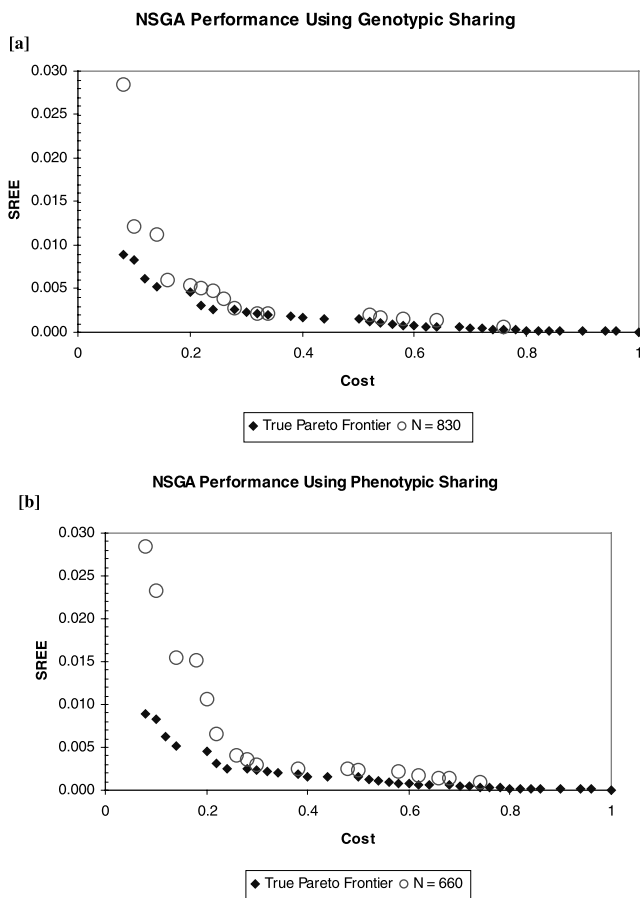 NSGA Performance Using Genotypic Sharing
[a]
0.030
0.025
0.020
0.015
0.010
0.005
0.000
SREE
0 0.2 0.4 0.6 0.8 1
Cost
True Pareto Frontier N = 830
NSGA Performance Using Phenotypic Sharing
[b]
0.030
0.025
0.020
0.015
0.010
0.005
0.000
SREE
0 0.2 0.4 0.6 0.8 1
Cost
True Pareto Frontier N = 660